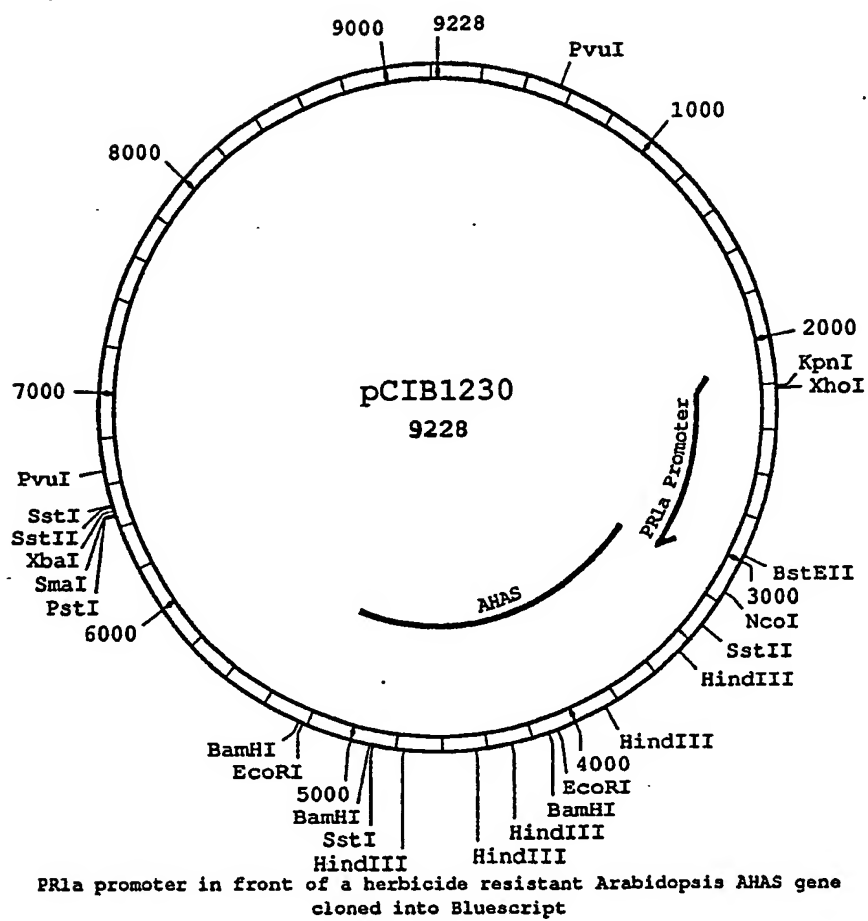 9000
9228
PvuI
1000
8000
2000
KpnI
XhoI
7000
pCIB1230
9228
PR1a Promoter
PvuI
SstI
SstII
XbaI
SmaI
PstI
AHAS
BstEII
3000
NcoI
SstII
HindIII
6000
HindIII
BamHI
EcoRI
5000
BamHI
SstI
HindIII
4000
EcoRI
BamHI
HindIII
HindIII
PR1a promoter in front of a herbicide resistant Arabidopsis AHAS gene
cloned into Bluescript